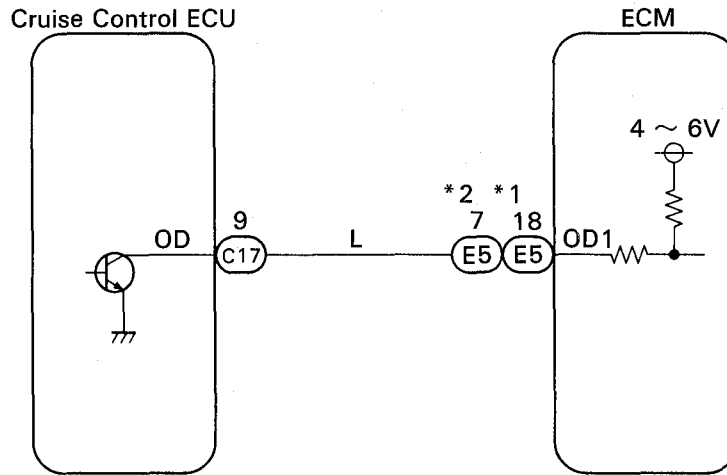 Cruise Control ECU
ECM
4 ~ 6V
*2 *1
9
7
18
OD
C17
L
E5
E5
OD1